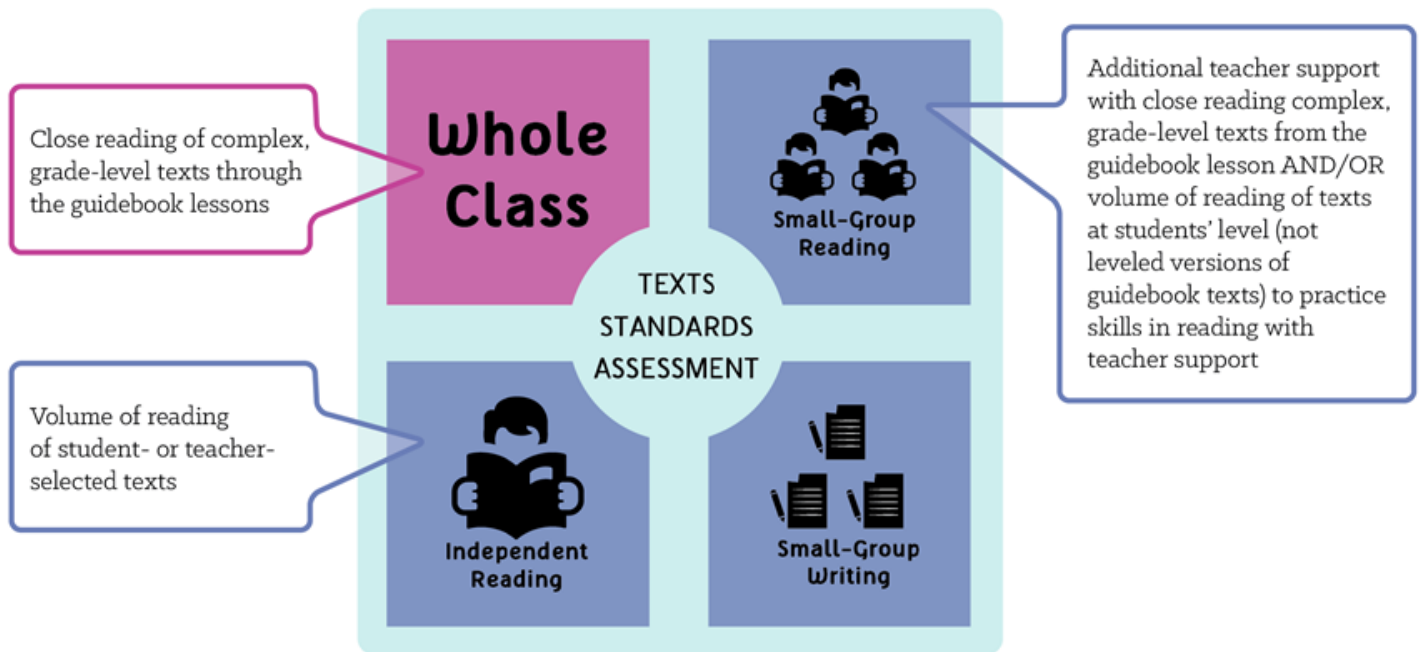 Close reading of complex,
grade-level texts through
the guidebook lessons
Whole
Class
Small-Group
Reading
Additional teacher support
with close reading complex,
grade-level texts from the
guidebook lesson AND/OR
volume of reading of texts
at students’ level (not
leveled versions of
guidebook texts) to practice
skills in reading with
teacher support
TEXTS
STANDARDS
ASSESSMENT
Volume of reading
of student- or teacher-
selected texts
Independent
Reading
Small-Group
Writing